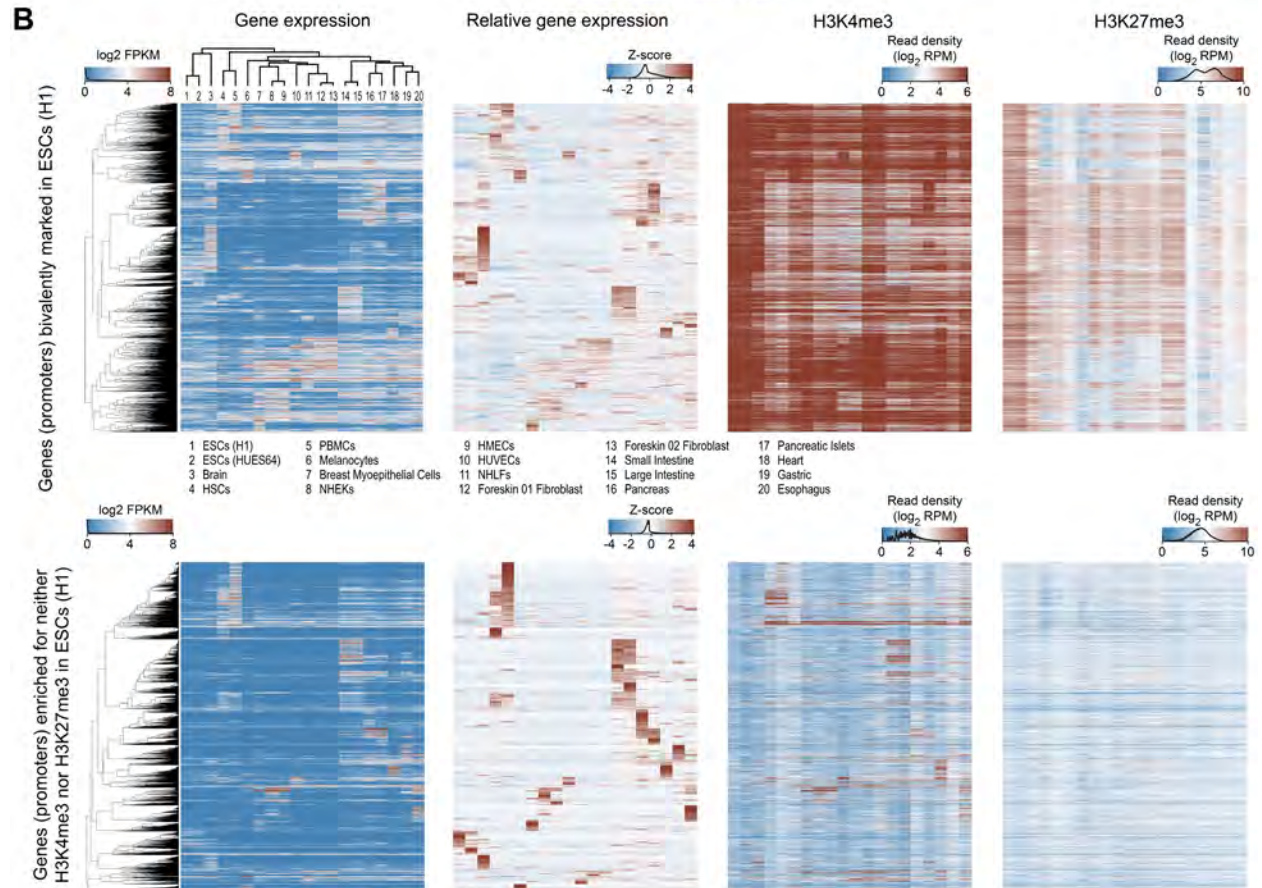 B
Gene expression
Relative gene expression
H3K4me3
H3K27me3
log2 FPKM
0 4 8
Z-score
-4 -2 0 2 4
Read density
(log2 RPM)
0 2 4 6
Read density
(log2 RPM)
0 5 10
1 2 3 4 5 6 7 8 9 10 11 12 13 14 15 16 17 18 19 20
Genes (promoters) bivalently marked in ESCs (H1)
1 ESCs (H1)
2 ESCs (HUES64)
3 Brain
4 HSCs
5 PBMCs
6 Melanocytes
7 Breast Myoepithelial Cells
8 NHEKs
9 HMECs
10 HUVECs
11 NHLFs
12 Foreskin 01 Fibroblast
13 Foreskin 02 Fibroblast
14 Small Intestine
15 Large Intestine
16 Pancreas
17 Pancreatic Islets
18 Heart
19 Gastric
20 Esophagus
log2 FPKM
0 4 8
Z-score
-4 -2 0 2 4
Read density
(log2 RPM)
0 2 4 6
Read density
(log2 RPM)
0 5 10
Genes (promoters) enriched for neither
H3K4me3 nor H3K27me3 in ESCs (H1)